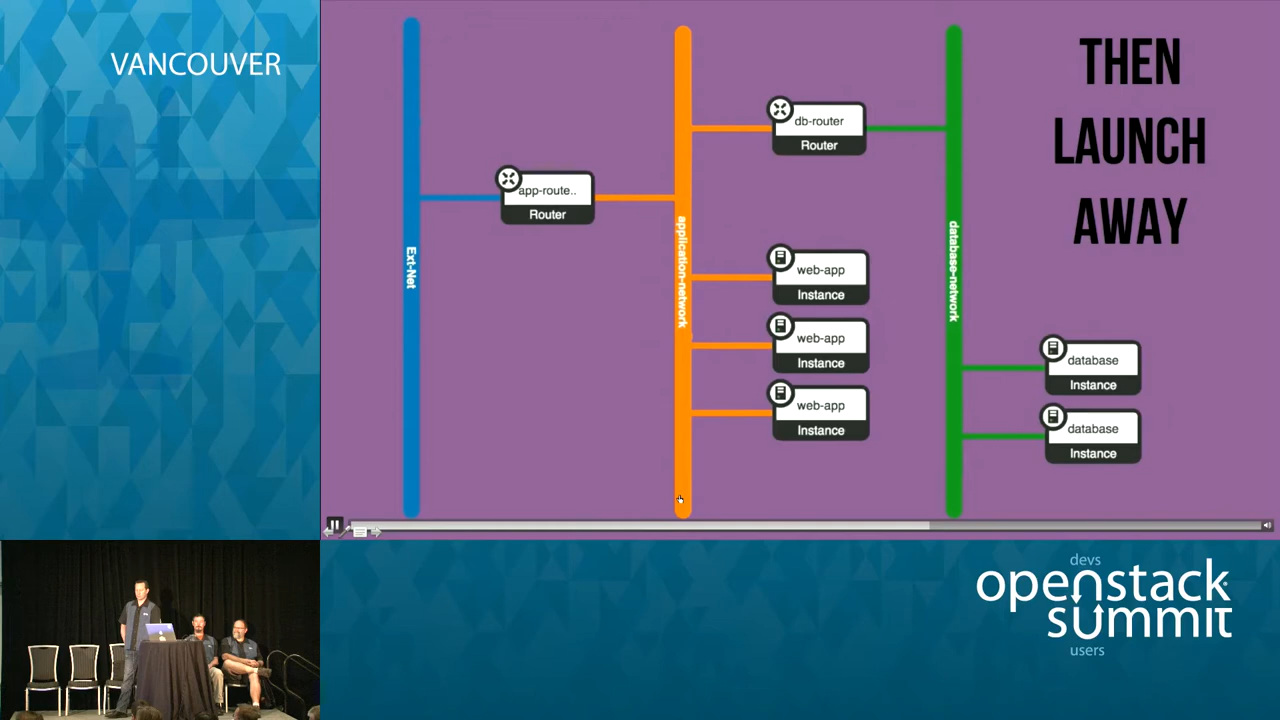 VANCOUVER
THEN
LAUNCH
AWAY
db-router
Router
app-route..
Router
Ext-Net
application-network
database-network
web-app
Instance
web-app
Instance
web-app
Instance
database
Instance
database
Instance
devs
openstack
summit
users